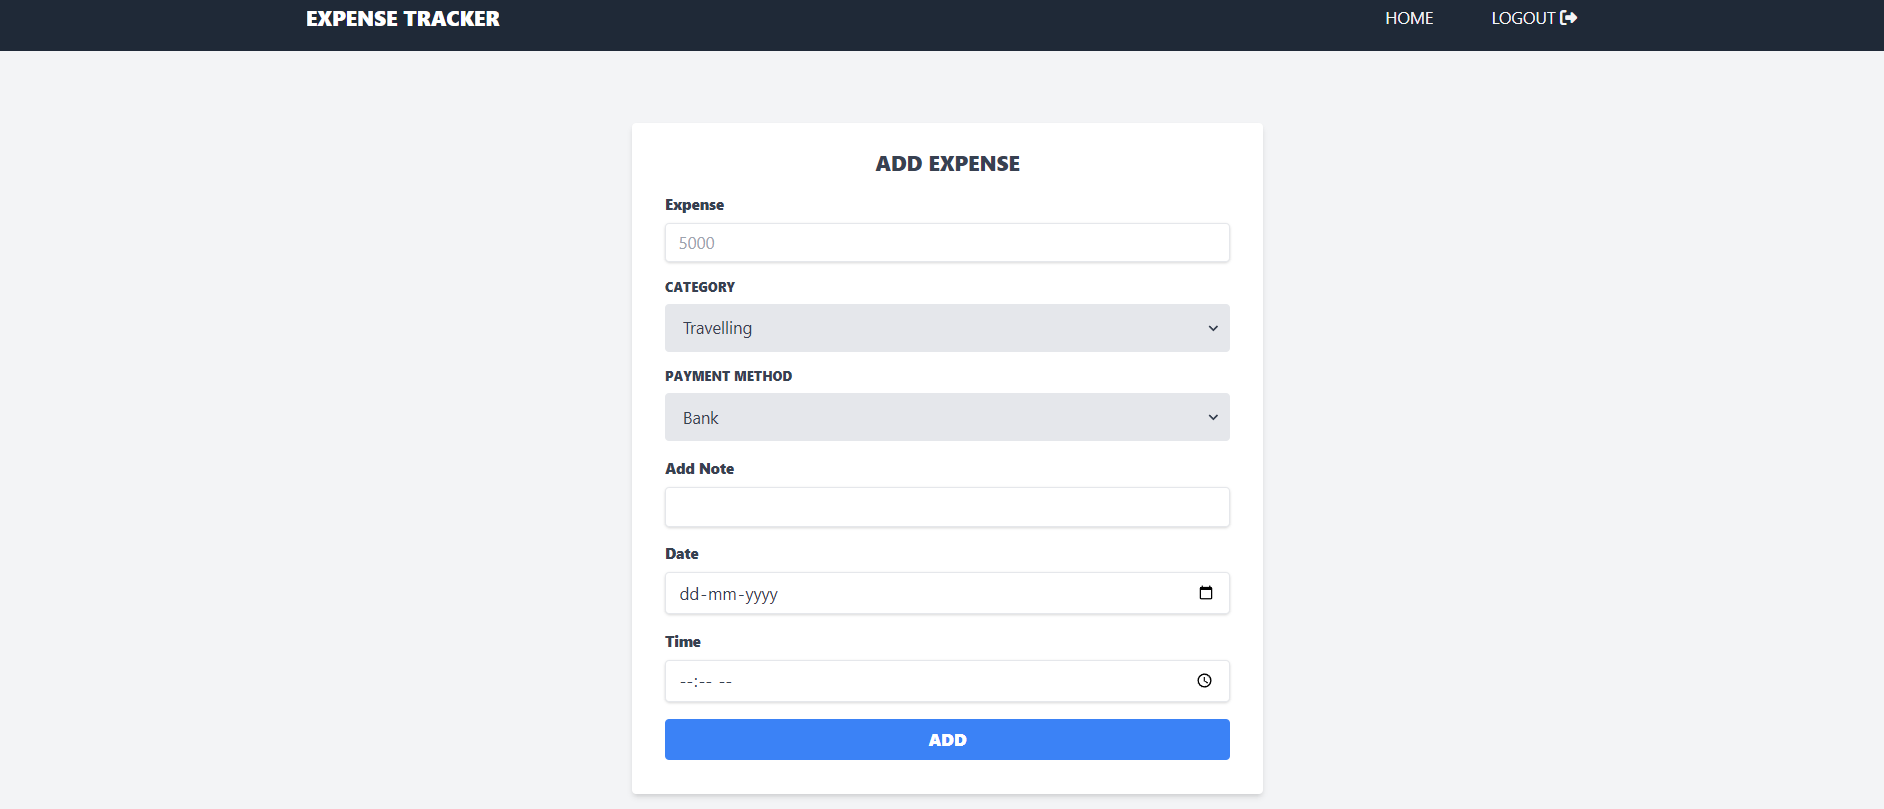 EXPENSE TRACKER HOME LOGOUT
ADD EXPENSE
Expense
5000
CATEGORY
Travelling
PAYMENT METHOD
Bank
Add Note
Date
dd-mm-yyyy
Time
--:-- --
ADD